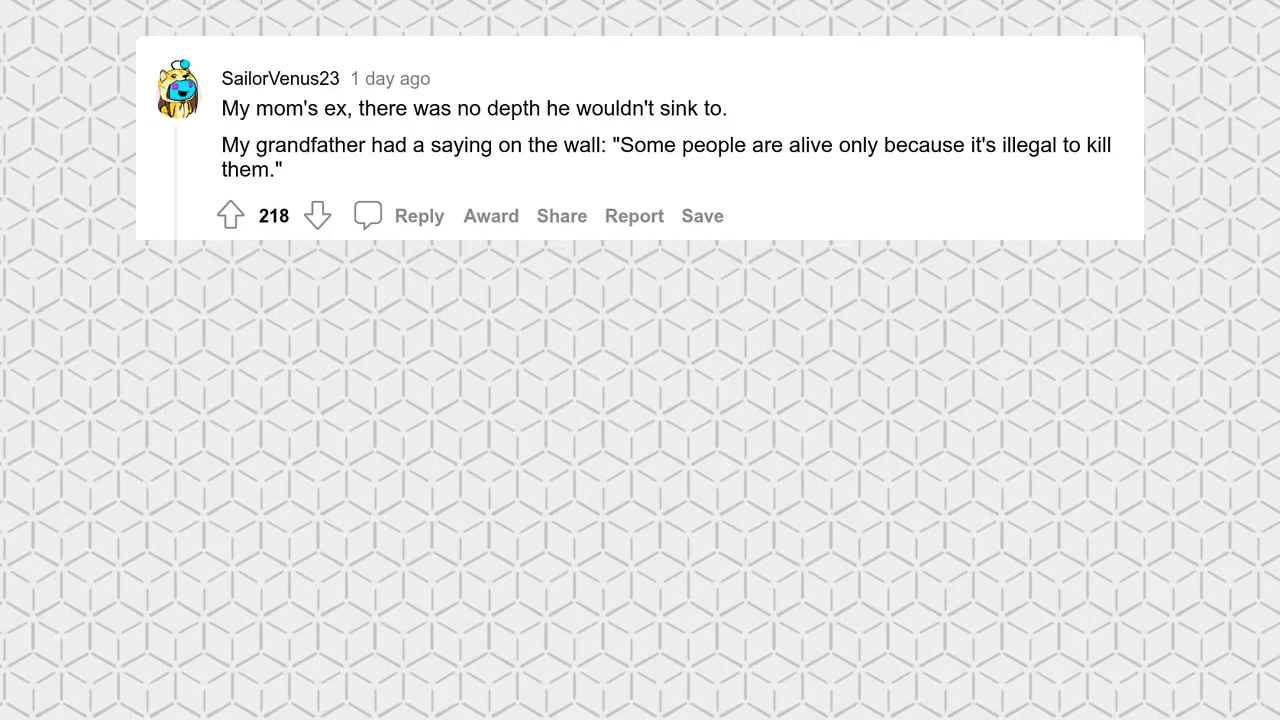 SailorVenus23 1 day ago
My mom's ex, there was no depth he wouldn't sink to.
My grandfather had a saying on the wall: "Some people are alive only because it's illegal to kill
them."
218 Reply Award Share Report Save